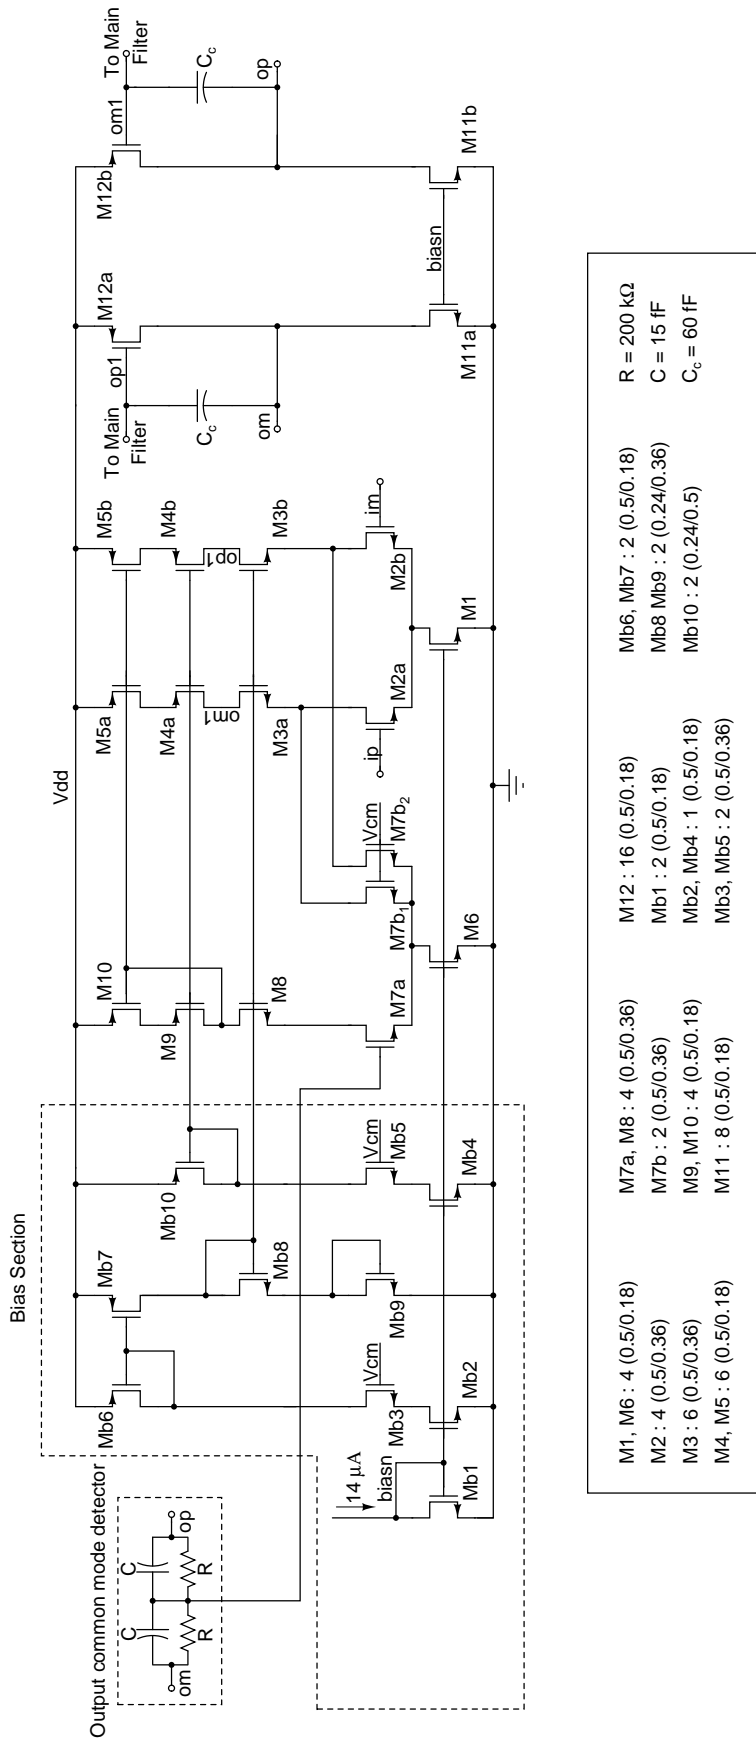 Output common mode detector
C
C
R
R
om
op
Bias Section
14 µA
biasn
Mb1
Mb6
Mb7
Vcm
Mb3
Mb2
Mb8
Mb9
Mb10
Vcm
Mb5
Mb4
Vdd
M10
M9
M8
M7a
M7b1
Vcm
M7b2
M6
M5a
M5b
M4a
M4b
om1
op1
M3a
M3b
ip
M2a
M2b
im
M1
To Main
Filter
op1
M12a
Cc
om
M11a
biasn
M11b
M12b
om1
To Main
Filter
Cc
op
M1, M6 : 4 (0.5/0.18)
M2 : 4 (0.5/0.36)
M3 : 6 (0.5/0.36)
M4, M5 : 6 (0.5/0.18)
M7a, M8 : 4 (0.5/0.36)
M7b : 2 (0.5/0.36)
M9, M10 : 4 (0.5/0.18)
M11 : 8 (0.5/0.18)
M12 : 16 (0.5/0.18)
Mb1 : 2 (0.5/0.18)
Mb2, Mb4 : 1 (0.5/0.18)
Mb3, Mb5 : 2 (0.5/0.36)
Mb6, Mb7 : 2 (0.5/0.18)
Mb8 Mb9 : 2 (0.24/0.36)
Mb10 : 2 (0.24/0.5)
R = 200 kΩ
C = 15 fF
Cc = 60 fF